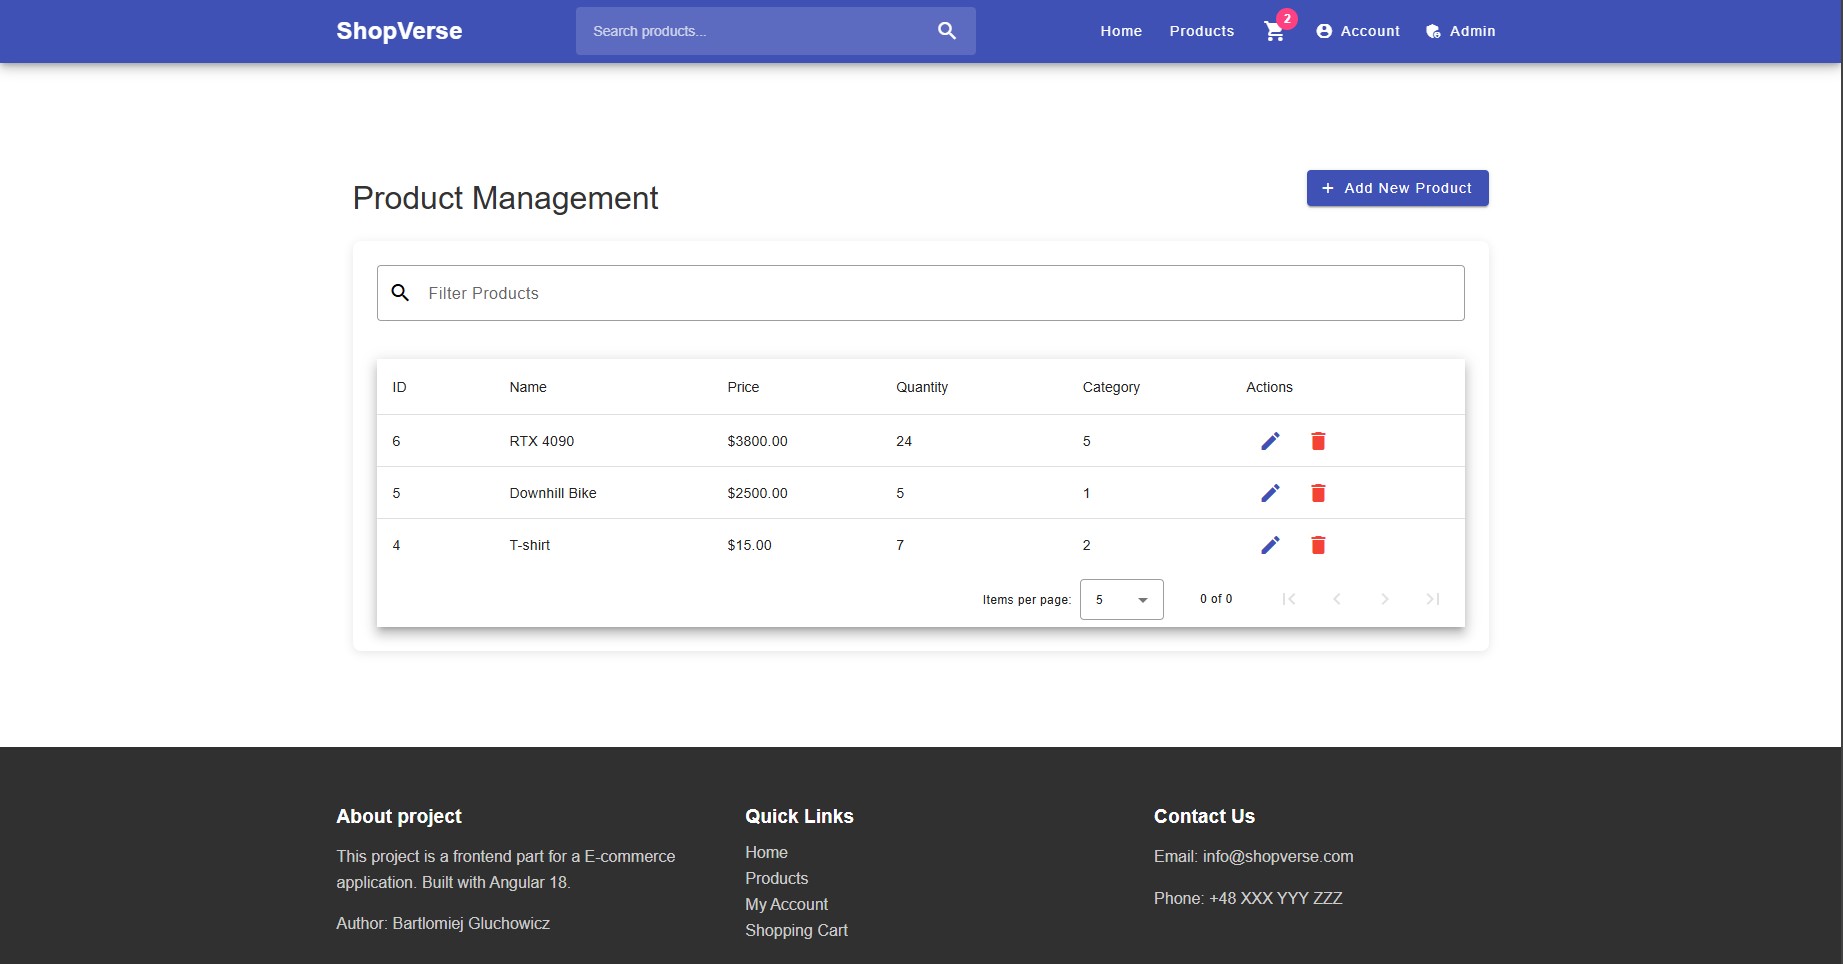 ShopVerse
Search products...
Home
Products
2
Account
Admin
Product Management
+ Add New Product
Filter Products
ID Name Price Quantity Category Actions
6 RTX 4090 $3800.00 24 5
5 Downhill Bike $2500.00 5 1
4 T-shirt $15.00 7 2
Items per page: 5 0 of 0
About project
This project is a frontend part for a E-commerce
application. Built with Angular 18.
Author: Bartlomiej Gluchowicz
Quick Links
Home
Products
My Account
Shopping Cart
Contact Us
Email: info@shopverse.com
Phone: +48 XXX YYY ZZZ